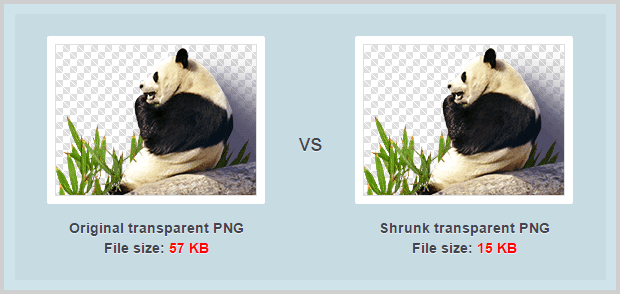 VS
Original transparent PNG
File size: 57 KB
Shrunk transparent PNG
File size: 15 KB